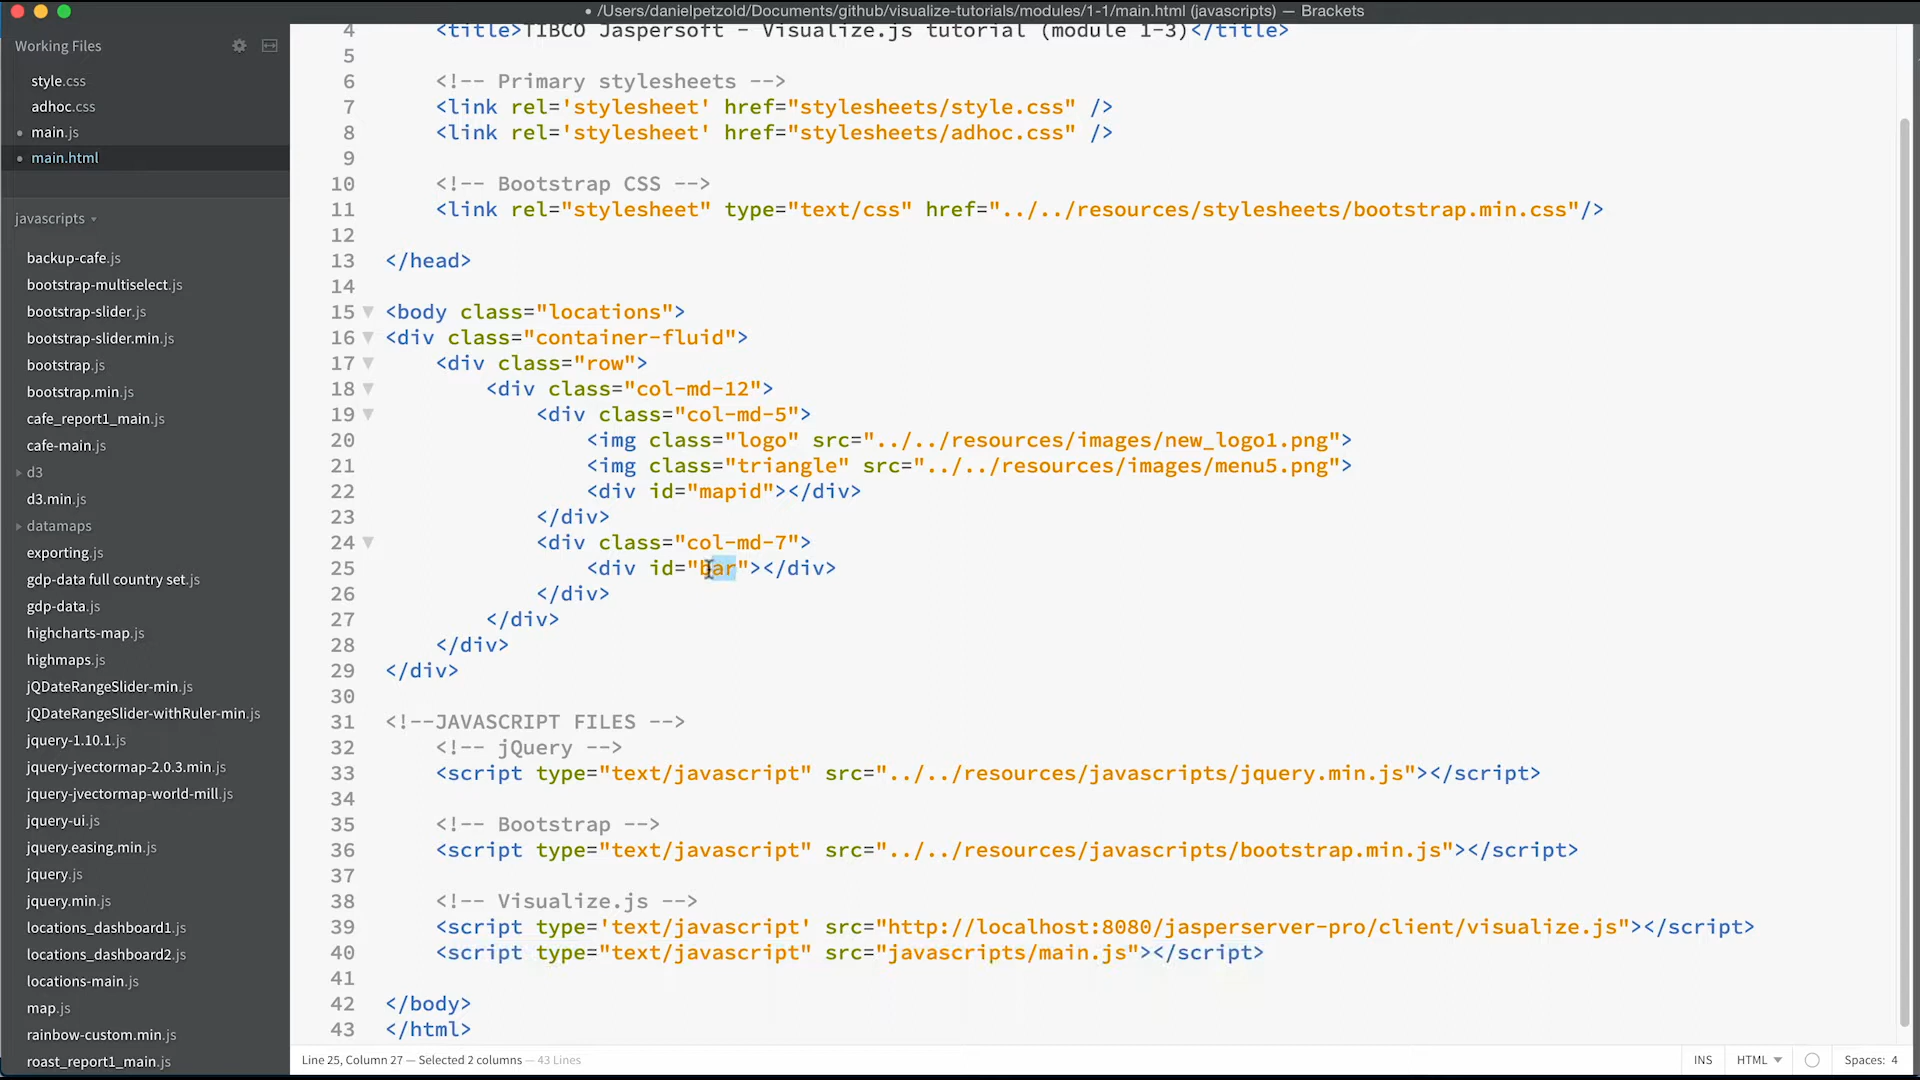 • /Users/danielpetzold/Documents/github/visualize-tutorials/modules/1-1/main.html (javascripts) — Brackets
Working Files
style.css
adhoc.css
• main.js
• main.html
javascripts
backup-cafe.js
bootstrap-multiselect.js
bootstrap-slider.js
bootstrap-slider.min.js
bootstrap.js
bootstrap.min.js
cafe_report1_main.js
cafe-main.js
d3
d3.min.js
datamaps
exporting.js
gdp-data full country set.js
gdp-data.js
highcharts-map.js
highmaps.js
jQDateRangeSlider-min.js
jQDateRangeSlider-withRuler-min.js
jquery-1.10.1.js
jquery-jvectormap-2.0.3.min.js
jquery-jvectormap-world-mill.js
jquery-ui.js
jquery.easing.min.js
jquery.js
jquery.min.js
locations_dashboard1.js
locations_dashboard2.js
locations-main.js
map.js
rainbow-custom.min.js
roast_report1_main.js
4 <title>TIBCO Jaspersoft - Visualize.js tutorial (module 1-3)</title>
5
6 <!-- Primary stylesheets -->
7 <link rel='stylesheet' href="stylesheets/style.css" />
8 <link rel='stylesheet' href="stylesheets/adhoc.css" />
9
10 <!-- Bootstrap CSS -->
11 <link rel="stylesheet" type="text/css" href="../../resources/stylesheets/bootstrap.min.css"/>
12
13 </head>
14
15 <body class="locations">
16 <div class="container-fluid">
17 <div class="row">
18 <div class="col-md-12">
19 <div class="col-md-5">
20 <img class="logo" src="../../resources/images/new_logo1.png">
21 <img class="triangle" src="../../resources/images/menu5.png">
22 <div id="mapid"></div>
23 </div>
24 <div class="col-md-7">
25 <div id="bar"></div>
26 </div>
27 </div>
28 </div>
29 </div>
30
31 <!--JAVASCRIPT FILES -->
32 <!-- jQuery -->
33 <script type="text/javascript" src="../../resources/javascripts/jquery.min.js"></script>
34
35 <!-- Bootstrap -->
36 <script type="text/javascript" src="../../resources/javascripts/bootstrap.min.js"></script>
37
38 <!-- Visualize.js -->
39 <script type='text/javascript' src="http://localhost:8080/jasperserver-pro/client/visualize.js"></script>
40 <script type="text/javascript" src="javascripts/main.js"></script>
41
42 </body>
43 </html>
Line 25, Column 27 — Selected 2 columns — 43 Lines
INS HTML Spaces: 4